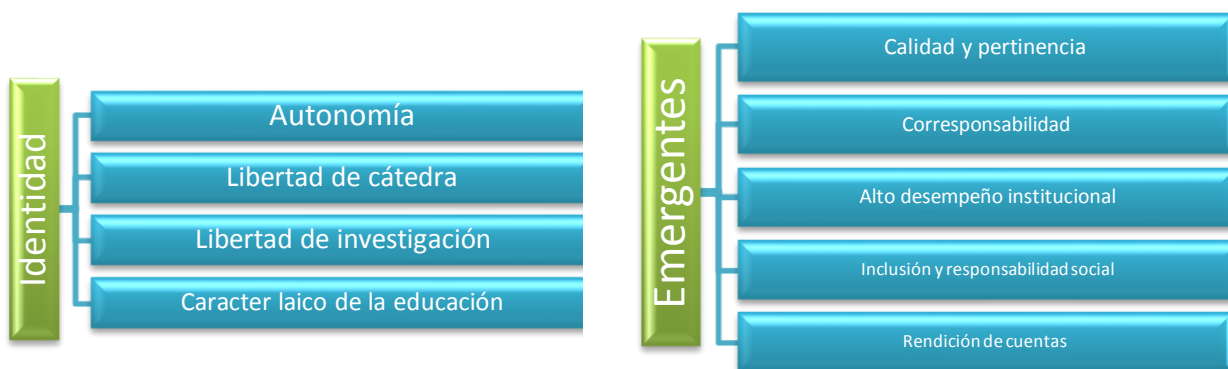 Identidad
Autonomía
Libertad de cátedra
Libertad de investigación
Caracter laico de la educación
Emergentes
Calidad y pertinencia
Corresponsabilidad
Alto desempeño institucional
Inclusión y responsabilidad social
Rendición de cuentas